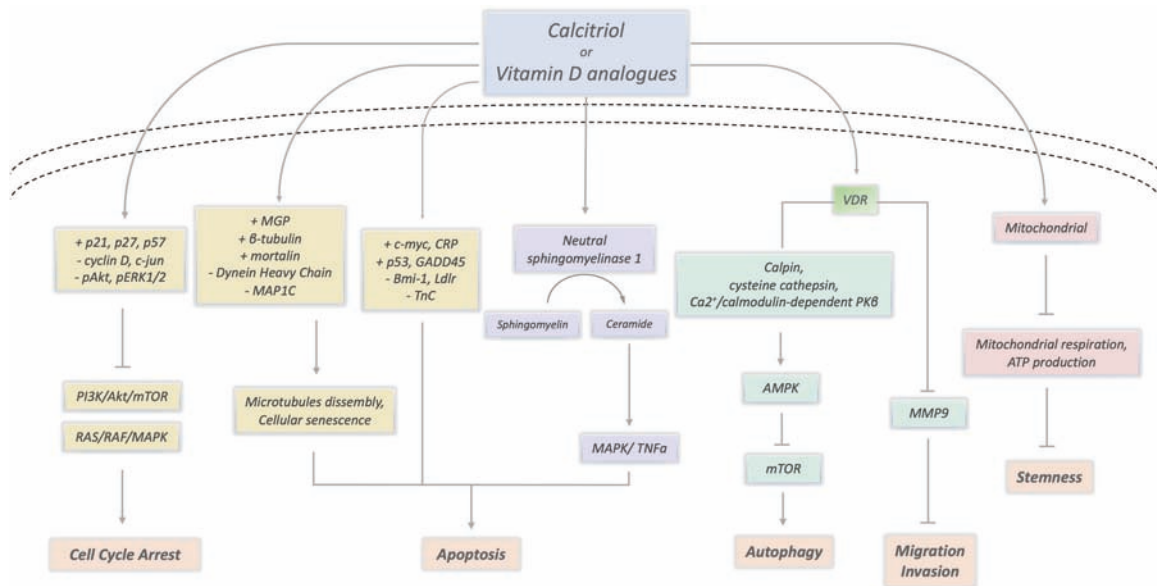 Calcitriol
or
Vitamin D analogues
+ p21, p27, p57
- cyclin D, c-jun
- pAkt, pERK1/2
PI3K/Akt/mTOR
RAS/RAF/MAPK
Cell Cycle Arrest
+ MGP
+ β-tubulin
+ mortalin
- Dynein Heavy Chain
- MAP1C
Microtubules dissembly,
Cellular senescence
+ c-myc, CRP
+ p53, GADD45
- Bmi-1, Ldlr
- TnC
Apoptosis
Neutral
sphingomyelinase 1
Sphingomyelin
Ceramide
MAPK/ TNFa
VDR
Calpin,
cysteine cathepsin,
Ca2⁺/calmodulin-dependent PKβ
AMPK
mTOR
Autophagy
MMP9
Migration
Invasion
Mitochondrial
Mitochondrial respiration,
ATP production
Stemness